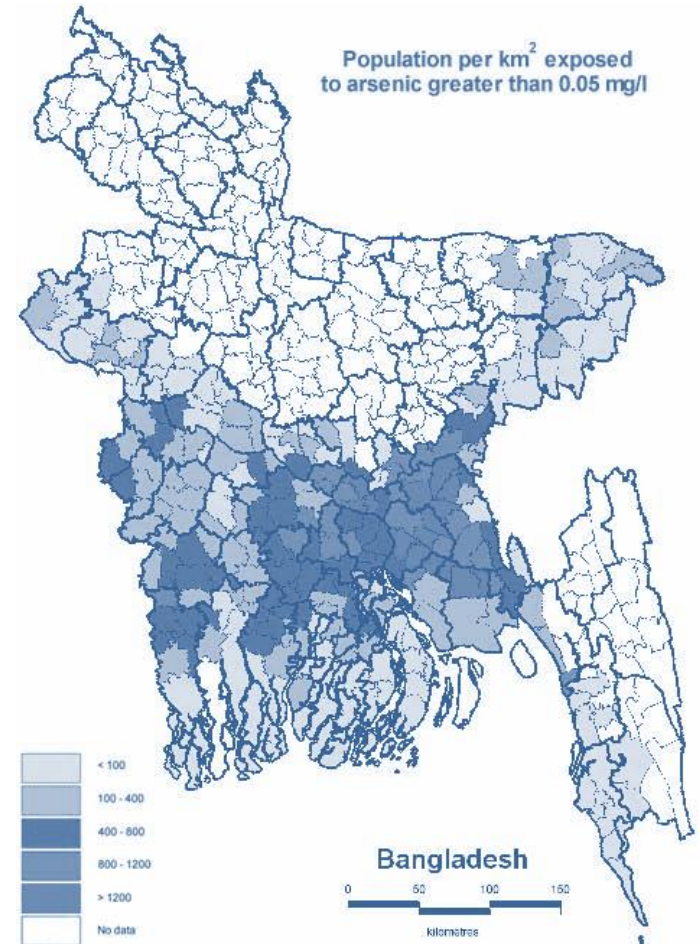 Population per km² exposed
to arsenic greater than 0.05 mg/l
< 100
100 - 400
400 - 800
800 - 1200
> 1200
No data
Bangladesh
0 50 100 150
kilometres